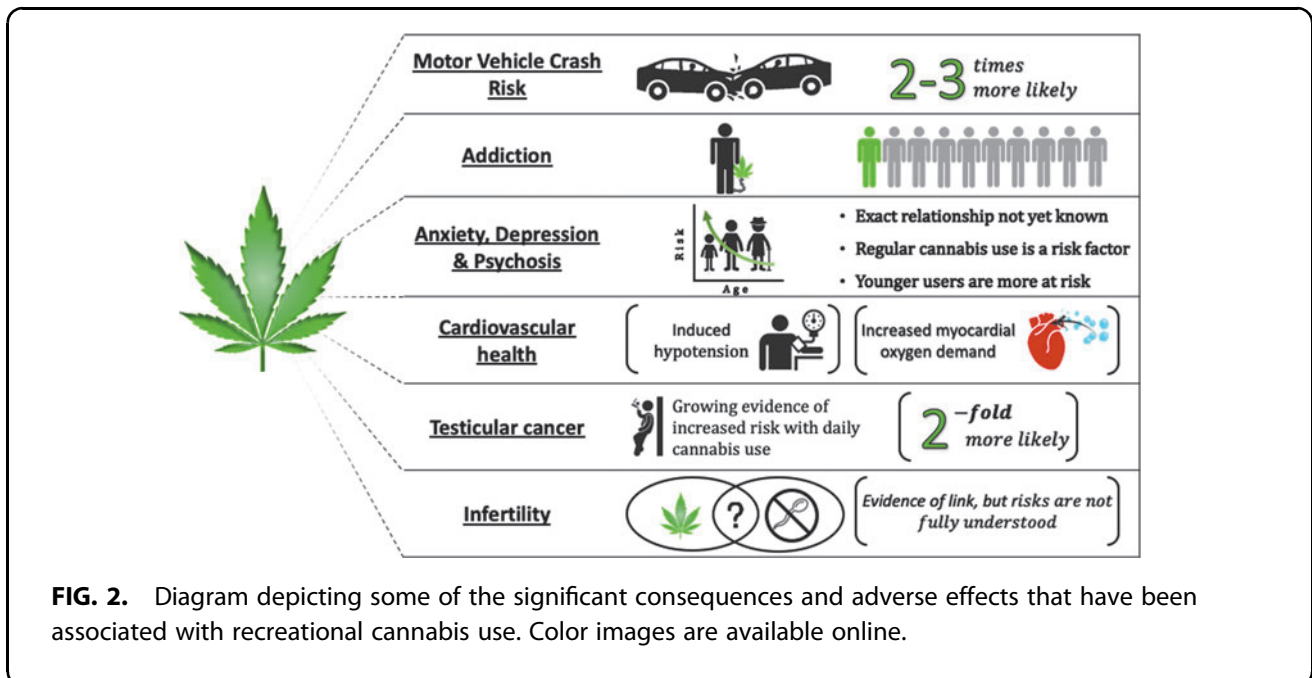 Motor Vehicle Crash
Risk
2-3 times
more likely
Addiction
Anxiety, Depression
& Psychosis
Risk
Age
• Exact relationship not yet known
• Regular cannabis use is a risk factor
• Younger users are more at risk
Cardiovascular
health
Induced
hypotension
Increased myocardial
oxygen demand
Testicular cancer
Growing evidence of
increased risk with daily
cannabis use
2-fold
more likely
Infertility
?
Evidence of link, but risks are not
fully understood
FIG. 2. Diagram depicting some of the significant consequences and adverse effects that have been
associated with recreational cannabis use. Color images are available online.